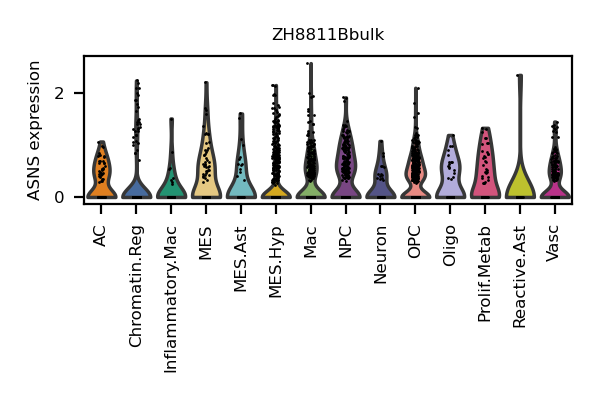 ZH8811Bbulk
ASNS expression
2
0
AC
Chromatin.Reg
Inflammatory.Mac
MES
MES.Ast
MES.Hyp
Mac
NPC
Neuron
OPC
Oligo
Prolif.Metab
Reactive.Ast
Vasc